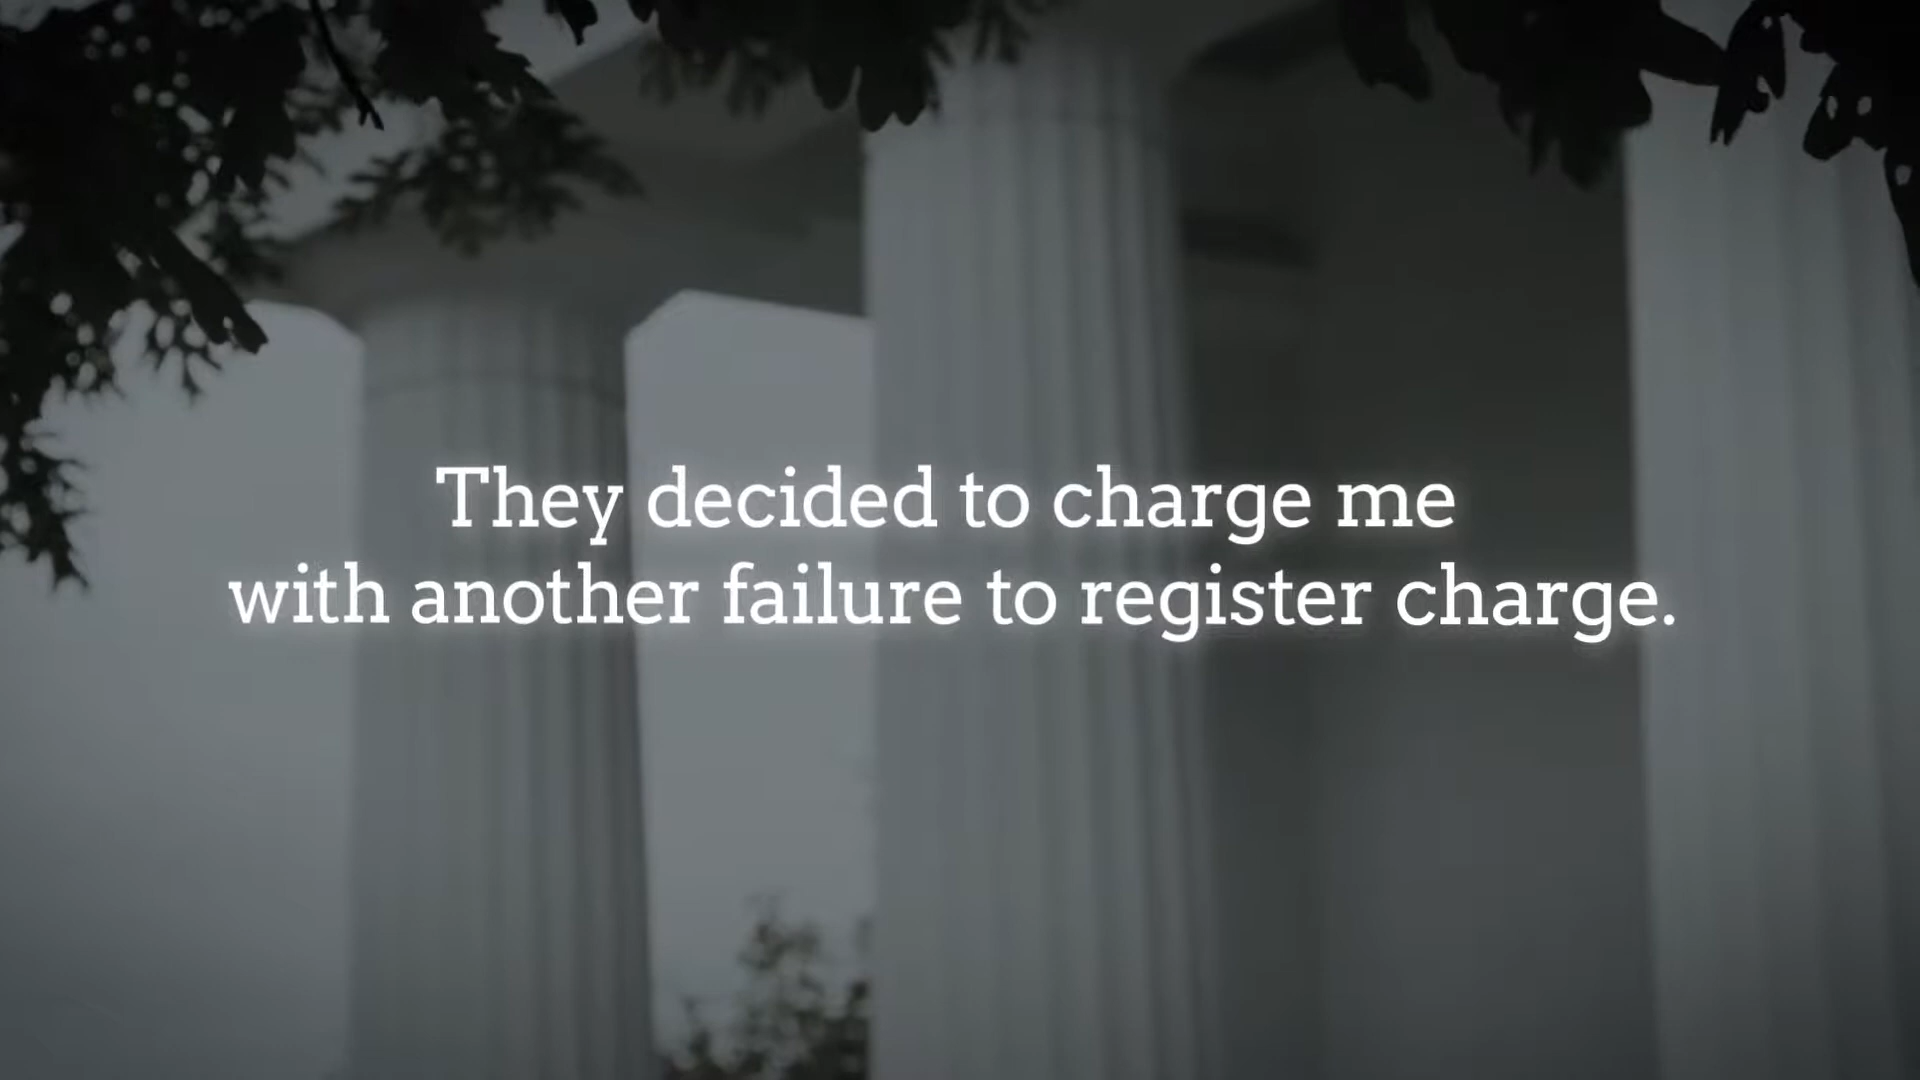 They decided to charge me
with another failure to register charge.